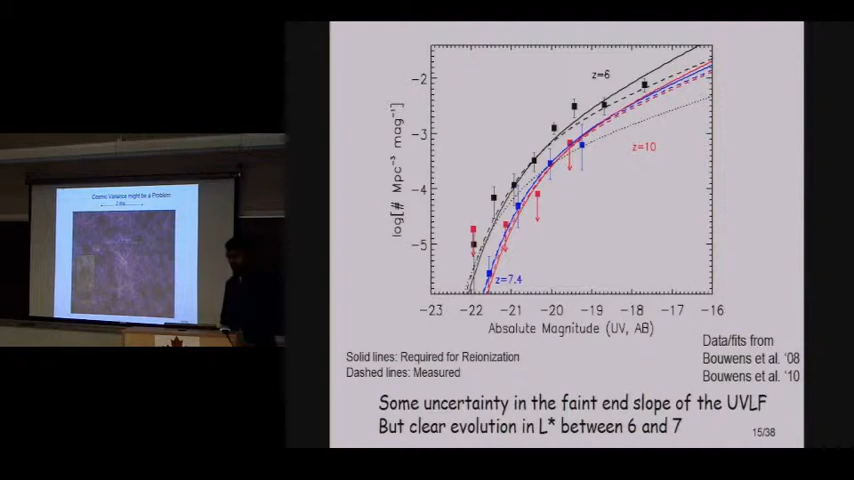 Cosmic Variance might be a Problem
z=6
z=10
z=7.4
log[# Mpc⁻³ mag⁻¹]
-2
-3
-4
-5
-23 -22 -21 -20 -19 -18 -17 -16
Absolute Magnitude (UV, AB)
Solid lines: Required for Reionization
Dashed lines: Measured
Data/fits from
Bouwens et al. '08
Bouwens et al. '10
Some uncertainty in the faint end slope of the UVLF
But clear evolution in L* between 6 and 7
15/38